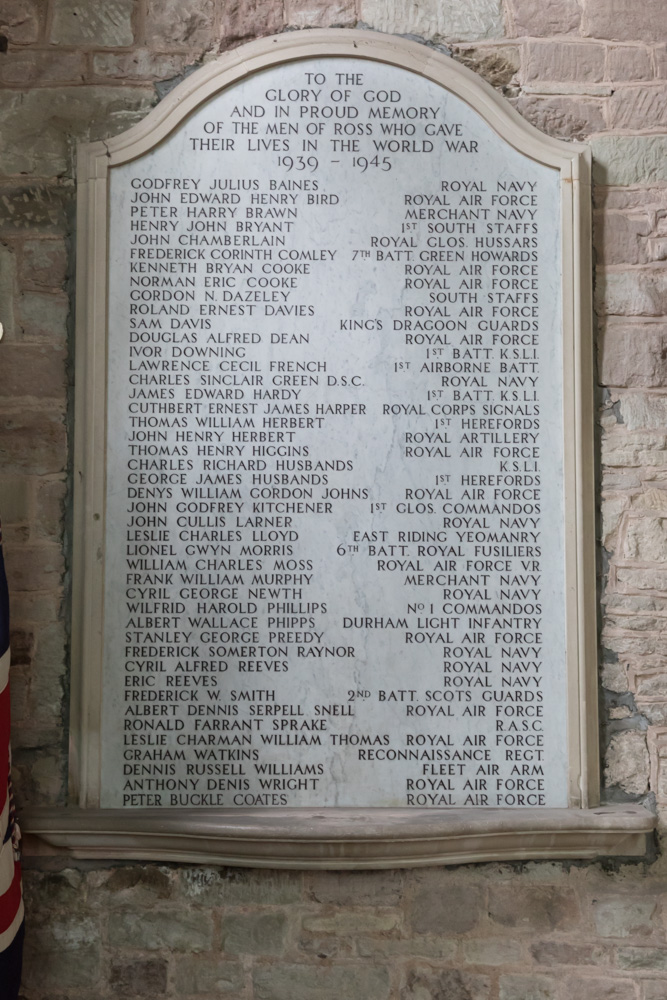 TO THE
GLORY OF GOD
AND IN PROUD MEMORY
OF THE MEN OF ROSS WHO GAVE
THEIR LIVES IN THE WORLD WAR
1939 – 1945
GODFREY JULIUS BAINES ROYAL NAVY
JOHN EDWARD HENRY BIRD ROYAL AIR FORCE
PETER HARRY BRAWN MERCHANT NAVY
HENRY JOHN BRYANT 1ST SOUTH STAFFS
JOHN CHAMBERLAIN ROYAL GLOS. HUSSARS
FREDERICK CORINTH COMLEY 7TH BATT. GREEN HOWARDS
KENNETH BRYAN COOKE ROYAL AIR FORCE
NORMAN ERIC COOKE ROYAL AIR FORCE
GORDON N. DAZELEY SOUTH STAFFS
ROLAND ERNEST DAVIES ROYAL AIR FORCE
SAM DAVIS KING'S DRAGOON GUARDS
DOUGLAS ALFRED DEAN ROYAL AIR FORCE
IVOR DOWNING 1ST BATT. K.S.L.I.
LAWRENCE CECIL FRENCH 1ST AIRBORNE BATT.
CHARLES SINCLAIR GREEN D.S.C. ROYAL NAVY
JAMES EDWARD HARDY 1ST BATT. K.S.L.I.
CUTHBERT ERNEST JAMES HARPER ROYAL CORPS SIGNALS
THOMAS WILLIAM HERBERT 1ST HEREFORDS
JOHN HENRY HERBERT ROYAL ARTILLERY
THOMAS HENRY HIGGINS ROYAL AIR FORCE
CHARLES RICHARD HUSBANDS K.S.L.I.
GEORGE JAMES HUSBANDS 1ST HEREFORDS
DENYS WILLIAM GORDON JOHNS ROYAL AIR FORCE
JOHN GODFREY KITCHENER 1ST GLOS. COMMANDOS
JOHN CULLIS LARNER ROYAL NAVY
LESLIE CHARLES LLOYD EAST RIDING YEOMANRY
LIONEL GWYN MORRIS 6TH BATT. ROYAL FUSILIERS
WILLIAM CHARLES MOSS ROYAL AIR FORCE V.R.
FRANK WILLIAM MURPHY MERCHANT NAVY
CYRIL GEORGE NEWTH ROYAL NAVY
WILFRID HAROLD PHILLIPS No 1 COMMANDOS
ALBERT WALLACE PHIPPS DURHAM LIGHT INFANTRY
STANLEY GEORGE PREEDY ROYAL AIR FORCE
FREDERICK SOMERTON RAYNOR ROYAL NAVY
CYRIL ALFRED REEVES ROYAL NAVY
ERIC REEVES ROYAL NAVY
FREDERICK W. SMITH 2ND BATT. SCOTS GUARDS
ALBERT DENNIS SERPELL SNELL ROYAL AIR FORCE
RONALD FARRANT SPRAKE R.A.S.C.
LESLIE CHARMAN WILLIAM THOMAS ROYAL AIR FORCE
GRAHAM WATKINS RECONNAISSANCE REGT.
DENNIS RUSSELL WILLIAMS FLEET AIR ARM
ANTHONY DENIS WRIGHT ROYAL AIR FORCE
PETER BUCKLE COATES ROYAL AIR FORCE